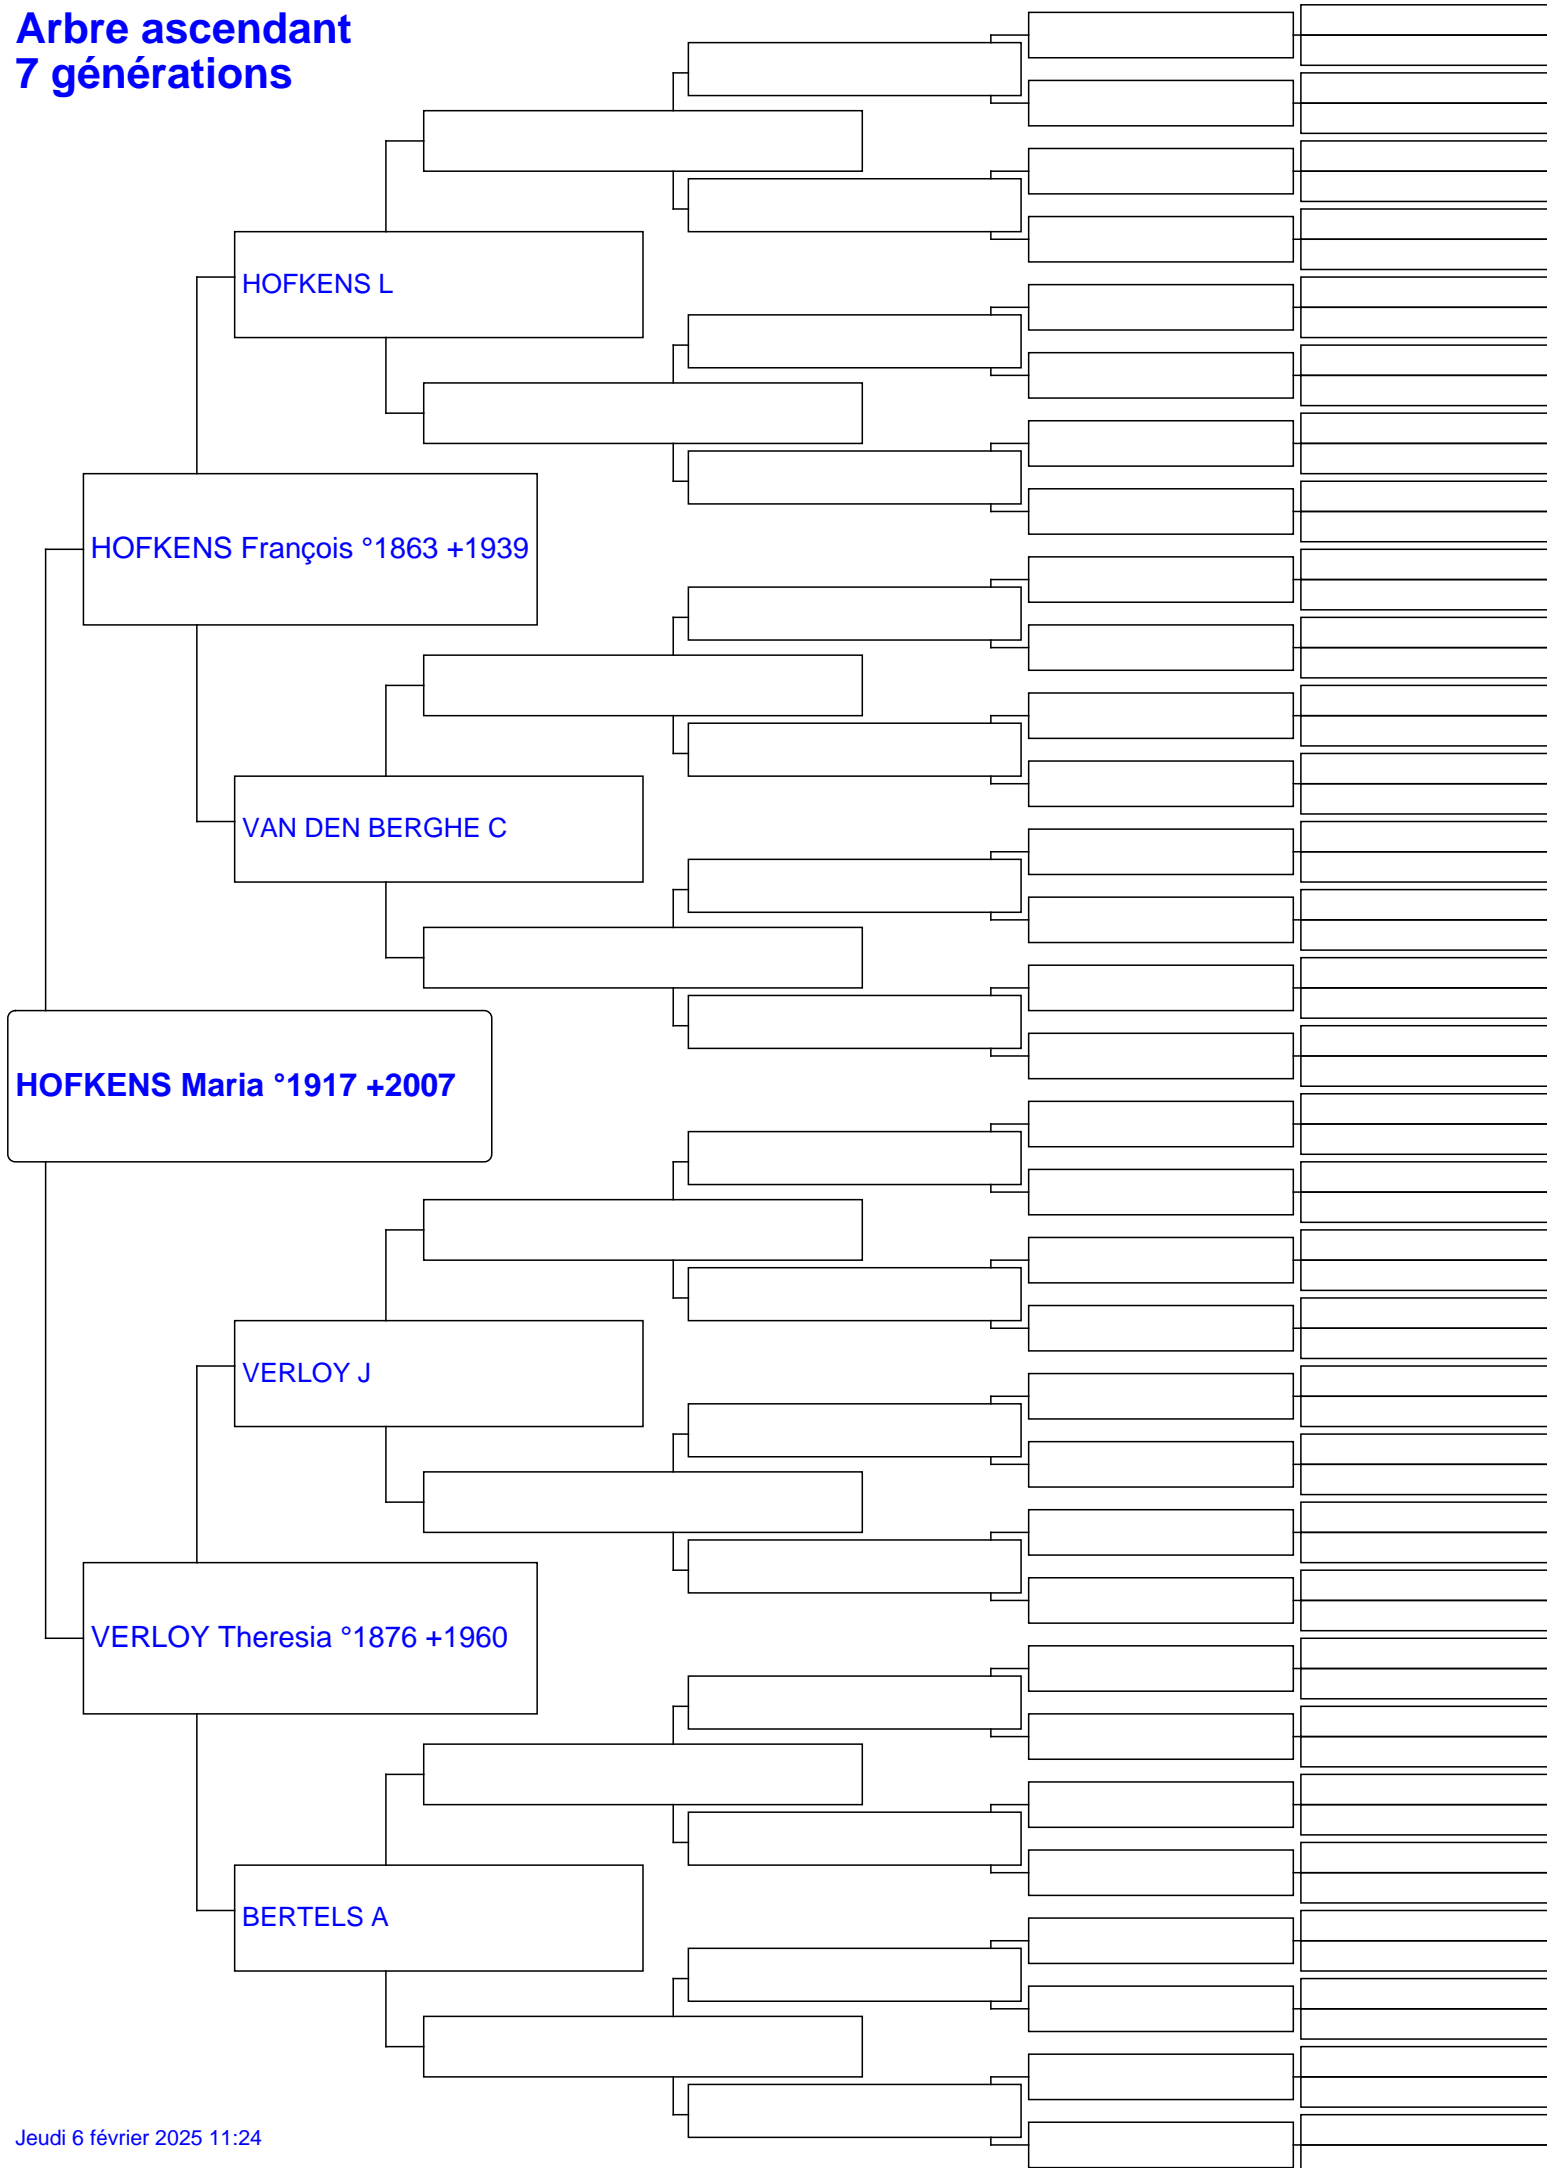 Arbre ascendant
7 générations
HOFKENS L
HOFKENS François °1863 +1939
VAN DEN BERGHE C
HOFKENS Maria °1917 +2007
VERLOY J
VERLOY Theresia °1876 +1960
BERTELS A
Jeudi 6 février 2025 11:24